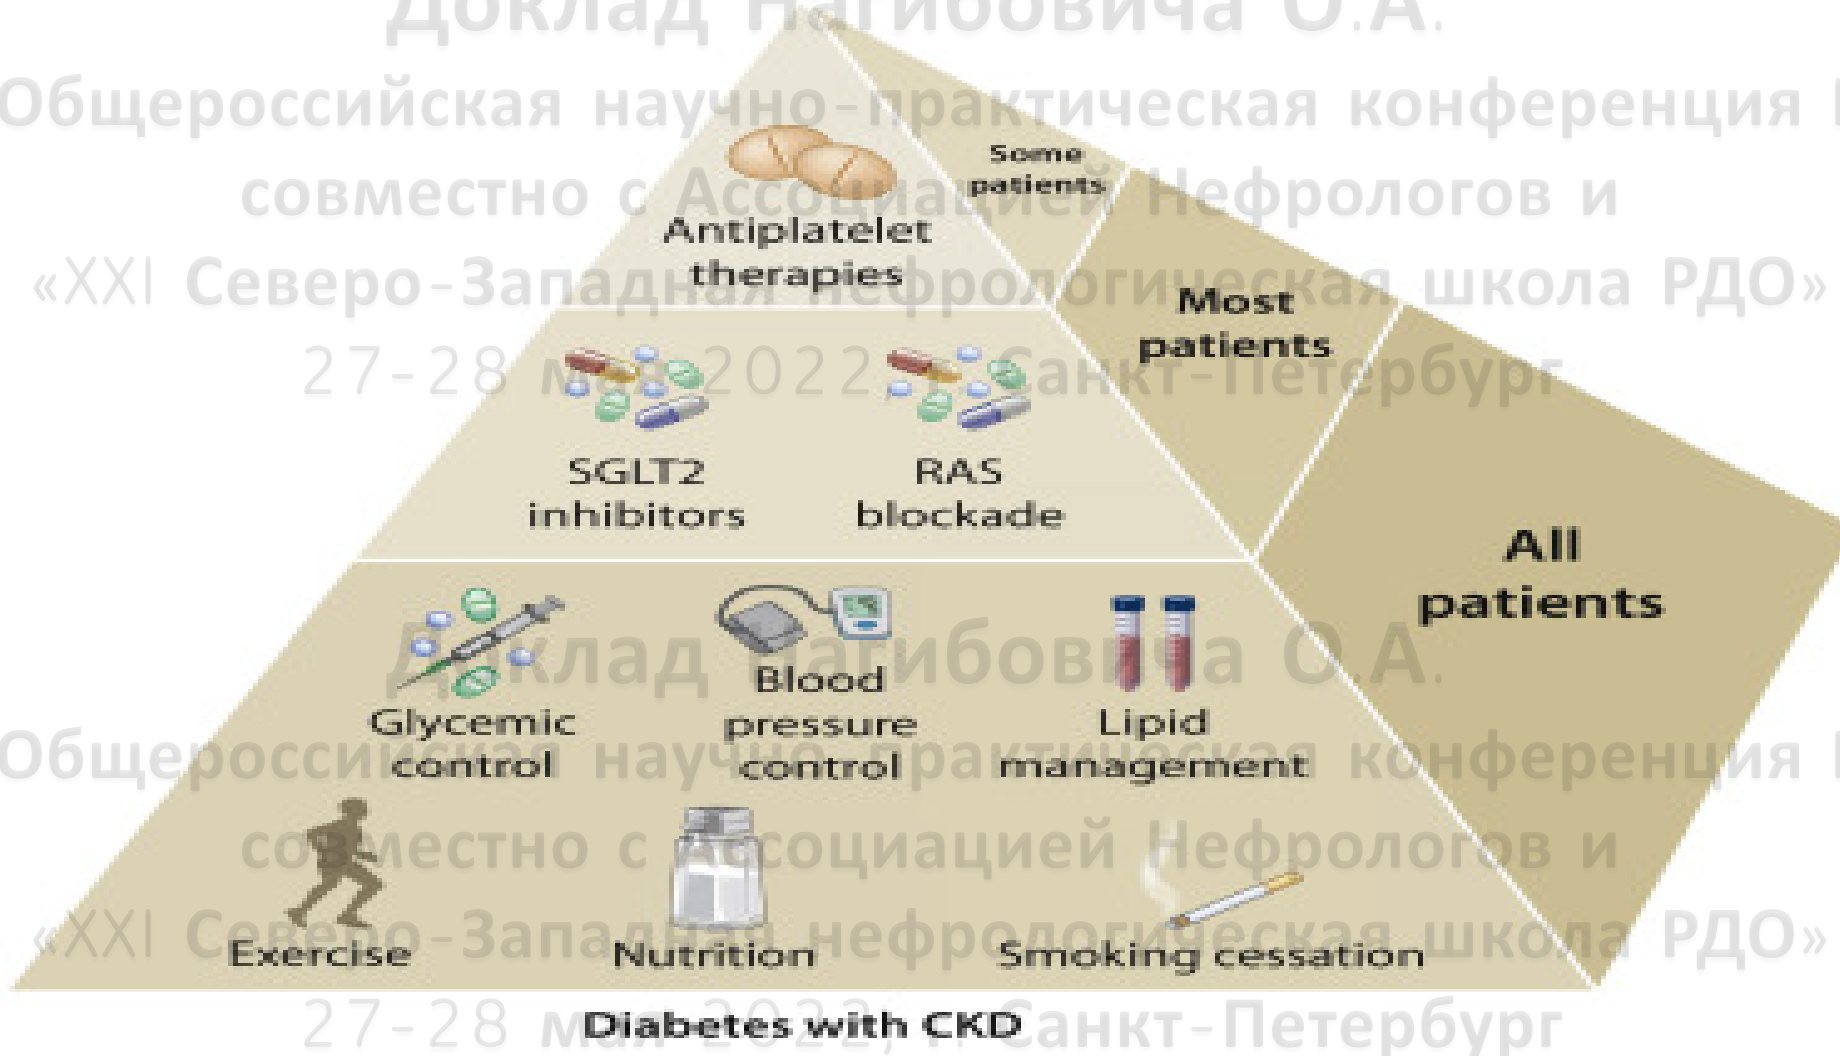 Доклад Нагибовича О.А.
Общероссийская научно-практическая конференция
совместно с Ассоциацией Нефрологов и
«XXI Северо-Западная нефрологическая школа РДО»
27-28 мая 2022, г. Санкт-Петербург
Some
patients
Antiplatelet
therapies
Most
patients
SGLT2
inhibitors
RAS
blockade
All
patients
Доклад Нагибовича О.А.
Glycemic
control
Blood
pressure
control
Lipid
management
Общероссийская научно-практическая конференция
совместно с Ассоциацией Нефрологов и
Exercise
Nutrition
Smoking cessation
«XXI Северо-Западная нефрологическая школа РДО»
27-28 мая 2022, г. Санкт-Петербург
Diabetes with CKD